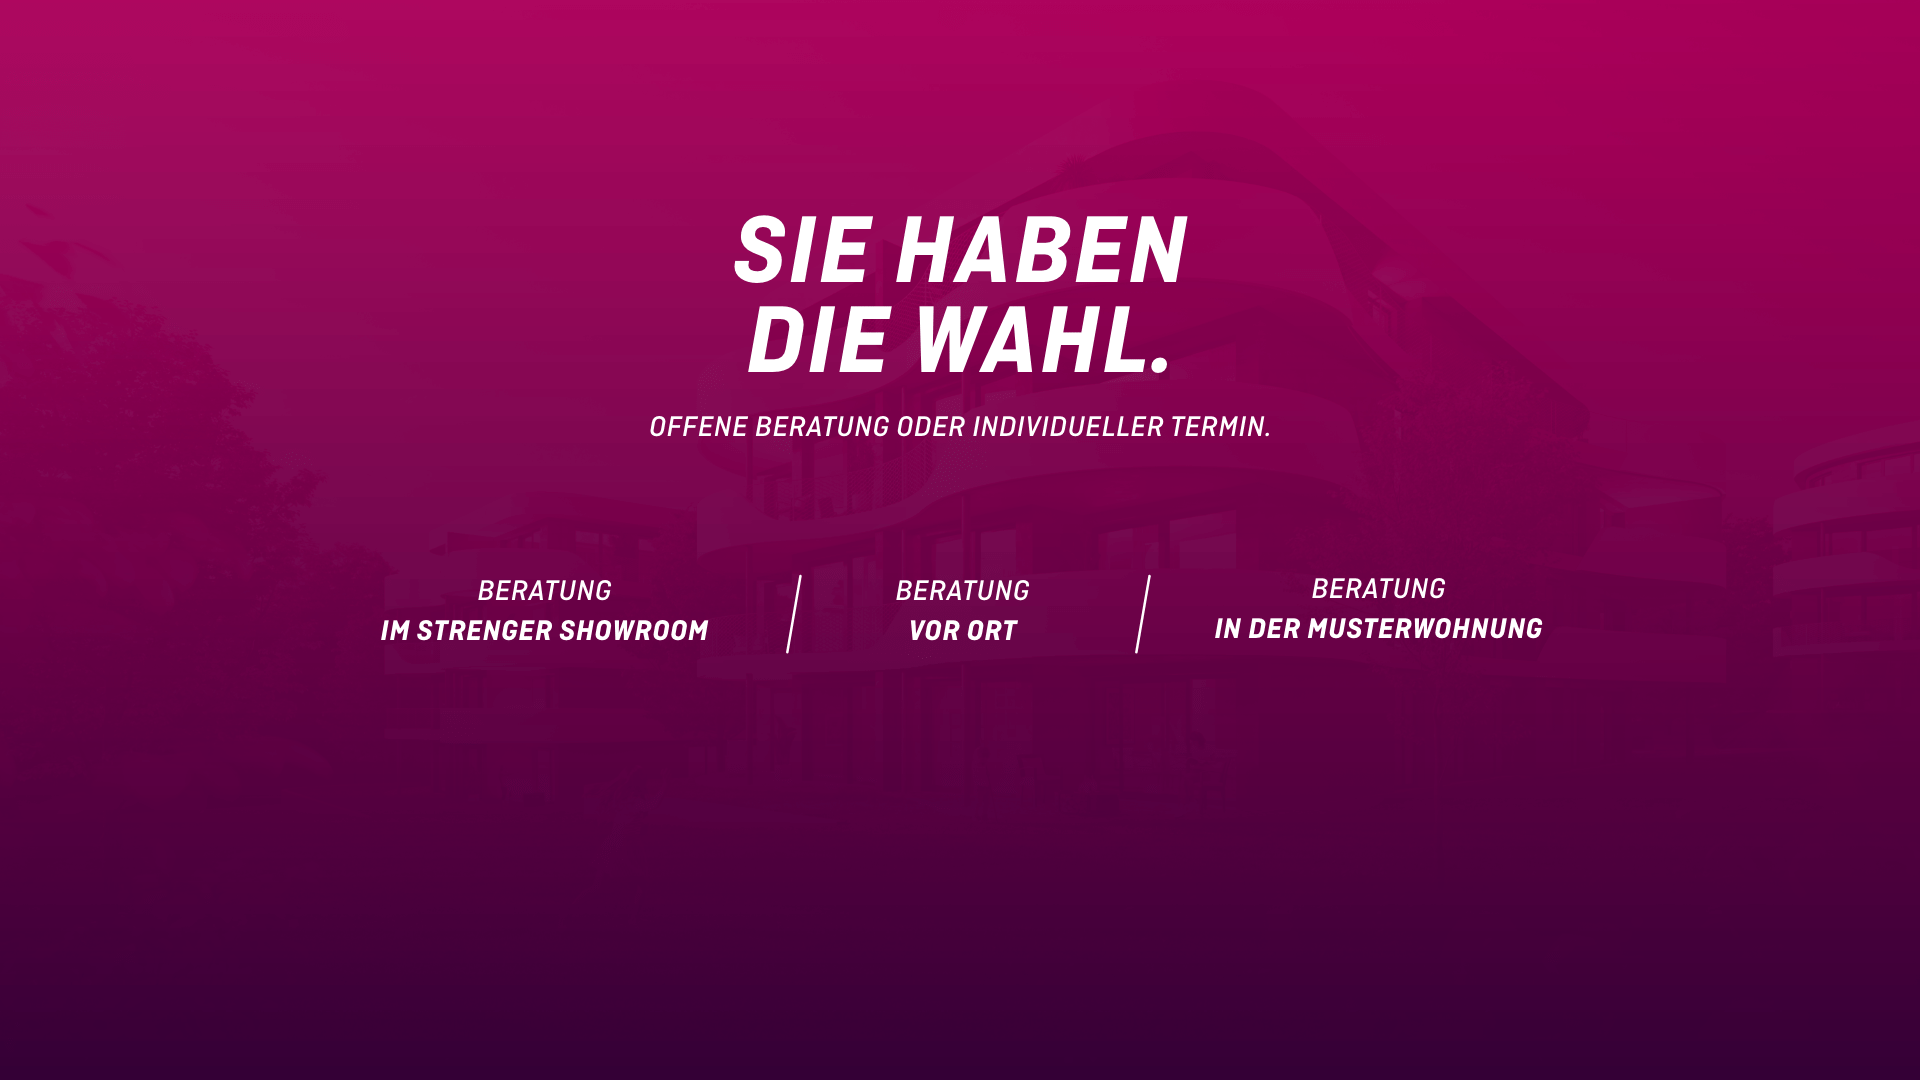 SIE HABEN
DIE WAHL.
OFFENE BERATUNG ODER INDIVIDUELLER TERMIN.
BERATUNG
IM STRENGER SHOWROOM
BERATUNG
VOR ORT
BERATUNG
IN DER MUSTERWOHNUNG